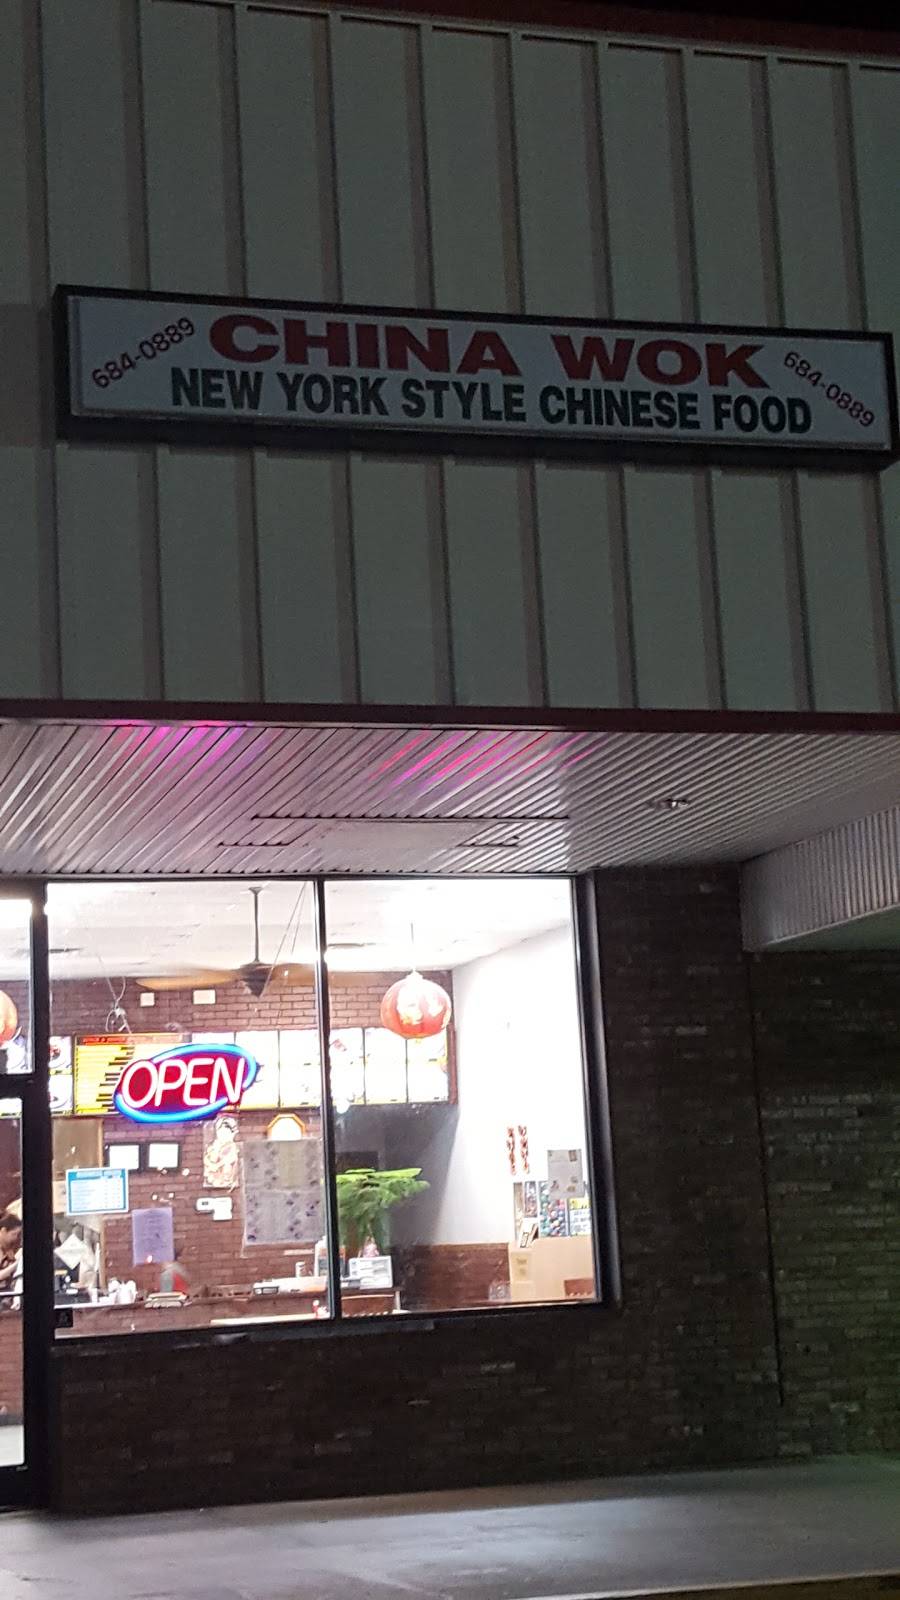 684-0889 CHINA WOK 684-0889
NEW YORK STYLE CHINESE FOOD
OPEN